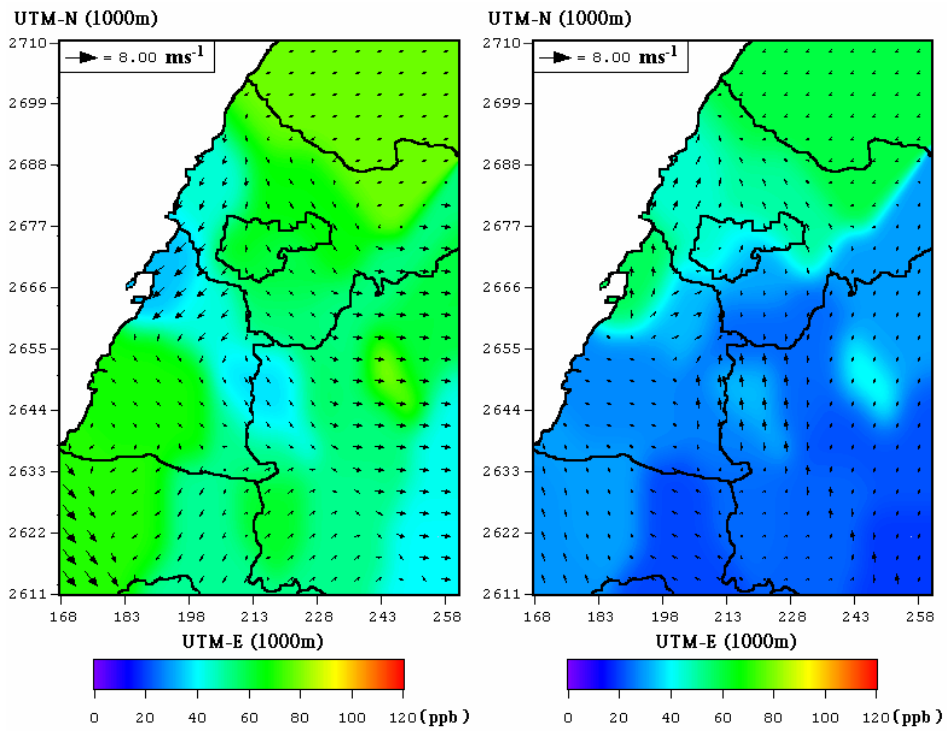 UTM-N (1000m)
2710
= 8.00 ms-1
2699
2688
2677
2666
2655
2644
2633
2622
2611
168 183 198 213 228 243 258
UTM-E (1000m)
0 20 40 60 80 100 120 (ppb)
UTM-N (1000m)
2710
= 8.00 ms-1
2699
2688
2677
2666
2655
2644
2633
2622
2611
168 183 198 213 228 243 258
UTM-E (1000m)
0 20 40 60 80 100 120 (ppb)